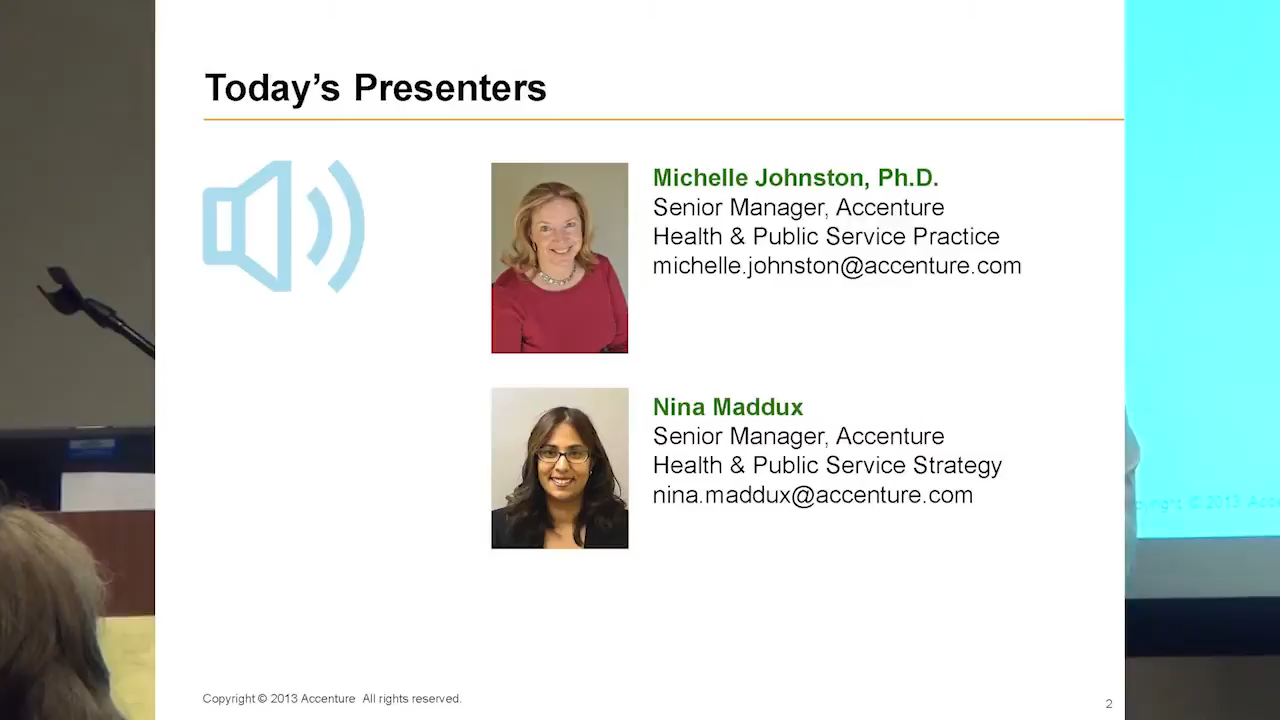 Today’s Presenters
Michelle Johnston, Ph.D.
Senior Manager, Accenture
Health & Public Service Practice
michelle.johnston@accenture.com
Nina Maddux
Senior Manager, Accenture
Health & Public Service Strategy
nina.maddux@accenture.com
© 2013
Copyright © 2013 Accenture All rights reserved.
2